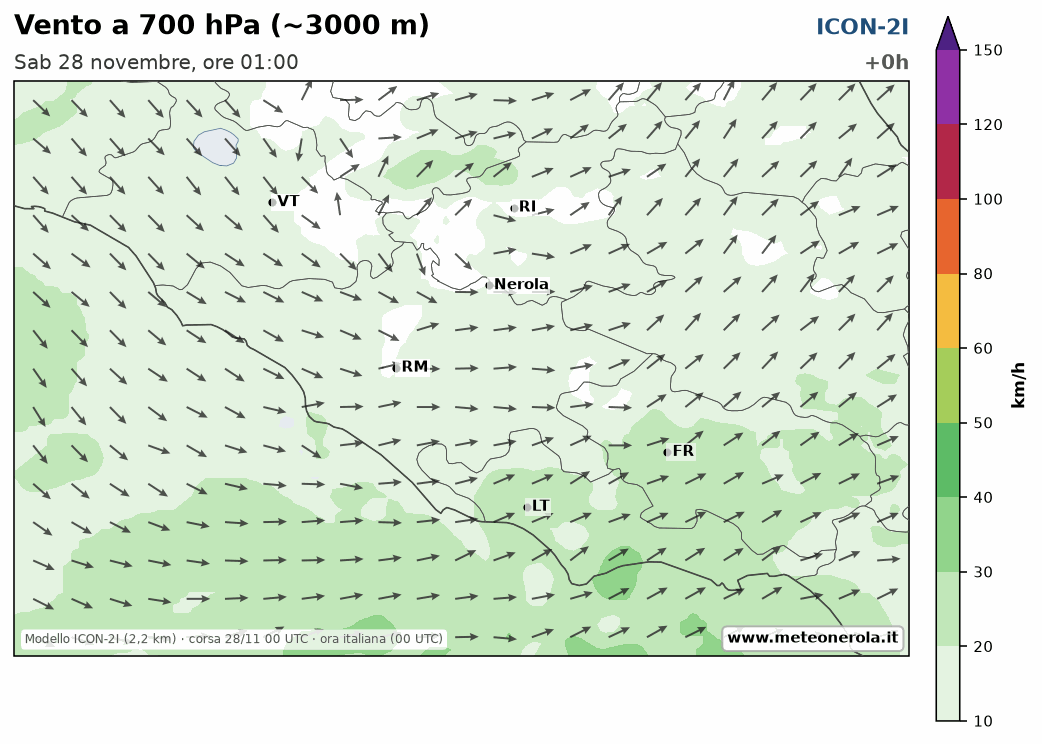 Vento a 700 hPa (~3000 m)
ICON-2I
Sab 28 novembre, ore 01:00
+0h
VT
RI
Nerola
RM
FR
LT
Modello ICON-2I (2,2 km) · corsa 28/11 00 UTC · ora italiana (00 UTC)
www.meteonerola.it
150
120
100
80
60
50
40
30
20
10
km/h